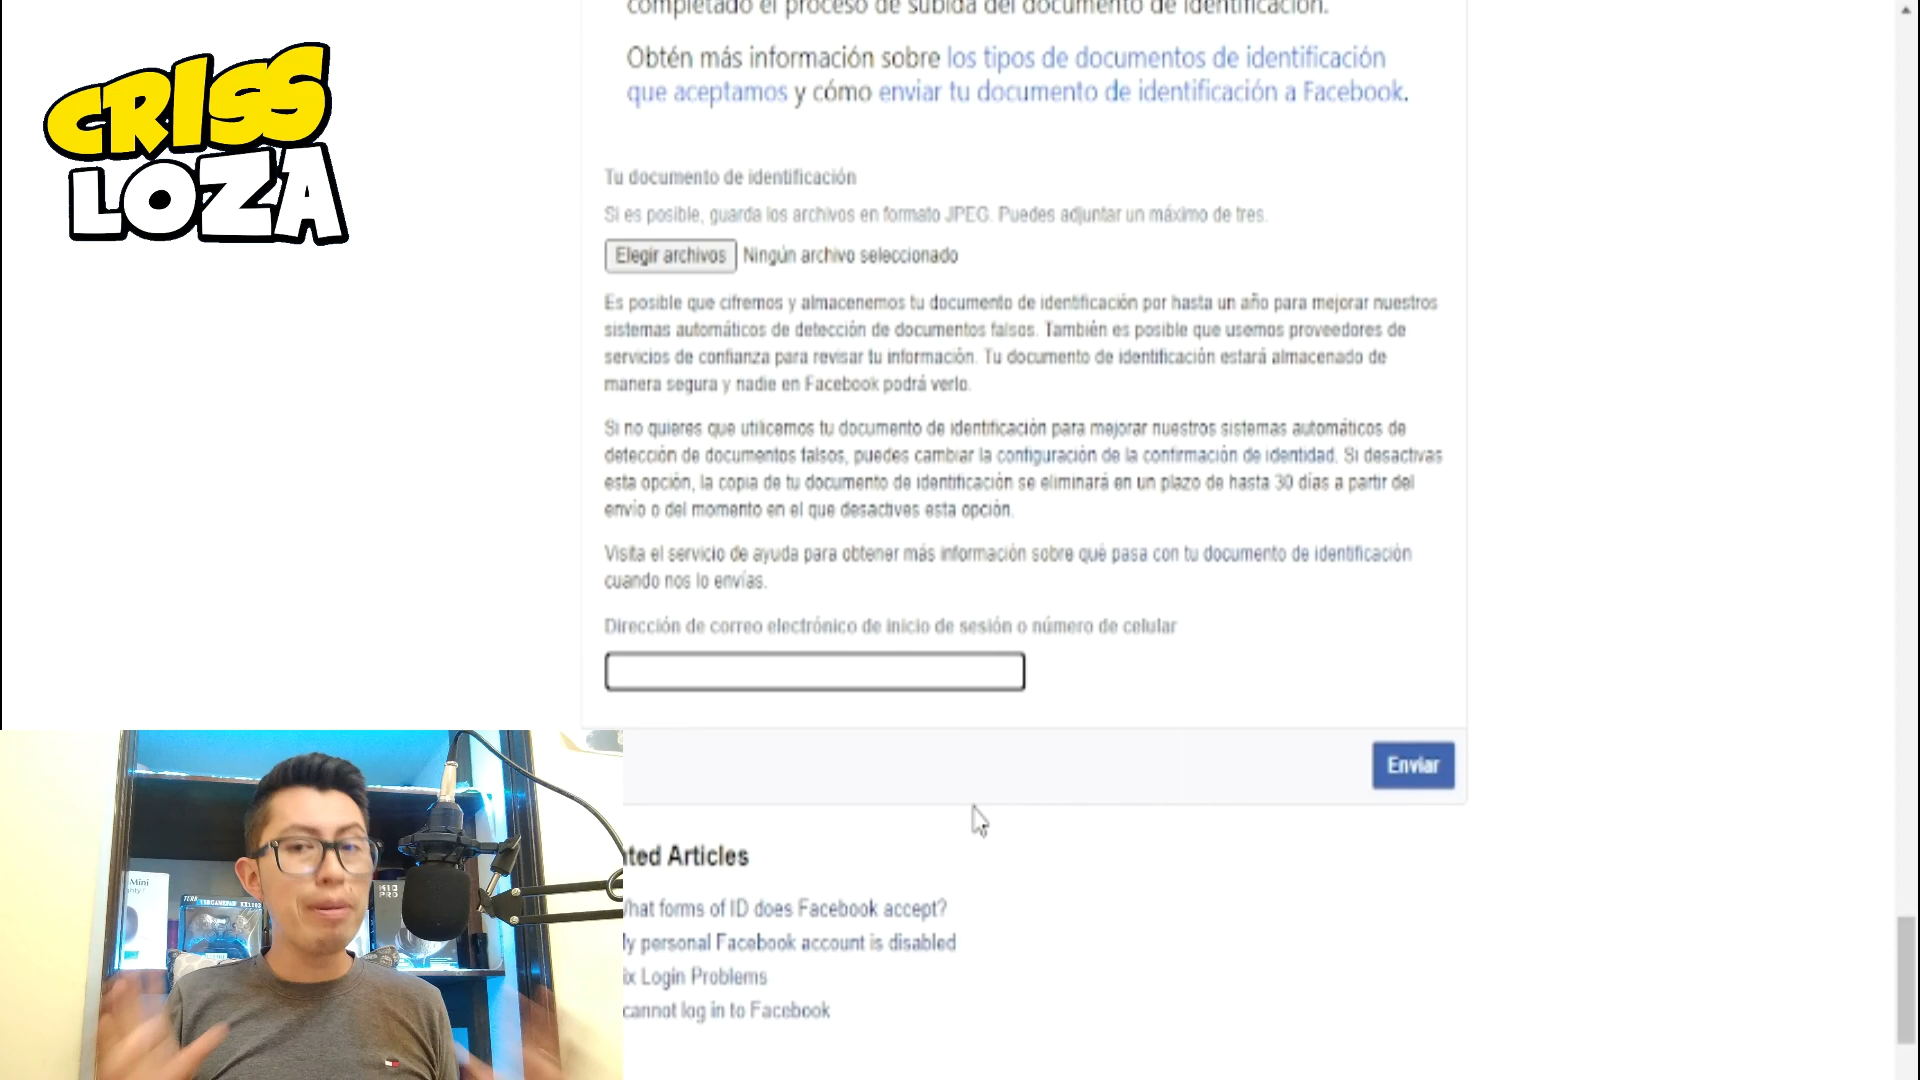 CRISS
LOZA
completado el proceso de subida del documento de identificación.
Obtén más información sobre los tipos de documentos de identificación
que aceptamos y cómo enviar tu documento de identificación a Facebook.
Tu documento de identificación
Si es posible, guarda los archivos en formato JPEG. Puedes adjuntar un máximo de tres.
Elegir archivos Ningún archivo seleccionado
Es posible que cifremos y almacenemos tu documento de identificación por hasta un año para mejorar nuestros
sistemas automáticos de detección de documentos falsos. También es posible que usemos proveedores de
servicios de confianza para revisar tu información. Tu documento de identificación estará almacenado de
manera segura y nadie en Facebook podrá verlo.
Si no quieres que utilicemos tu documento de identificación para mejorar nuestros sistemas automáticos de
detección de documentos falsos, puedes cambiar la configuración de la confirmación de identidad. Si desactivas
esta opción, la copia de tu documento de identificación se eliminará en un plazo de hasta 30 días a partir del
envío o del momento en el que desactives esta opción.
Visita el servicio de ayuda para obtener más información sobre qué pasa con tu documento de identificación
cuando nos lo envías.
Dirección de correo electrónico de inicio de sesión o número de celular
Enviar
ted Articles
hat forms of ID does Facebook accept?
y personal Facebook account is disabled
ix Login Problems
cannot log in to Facebook
Mini
K10
PRO